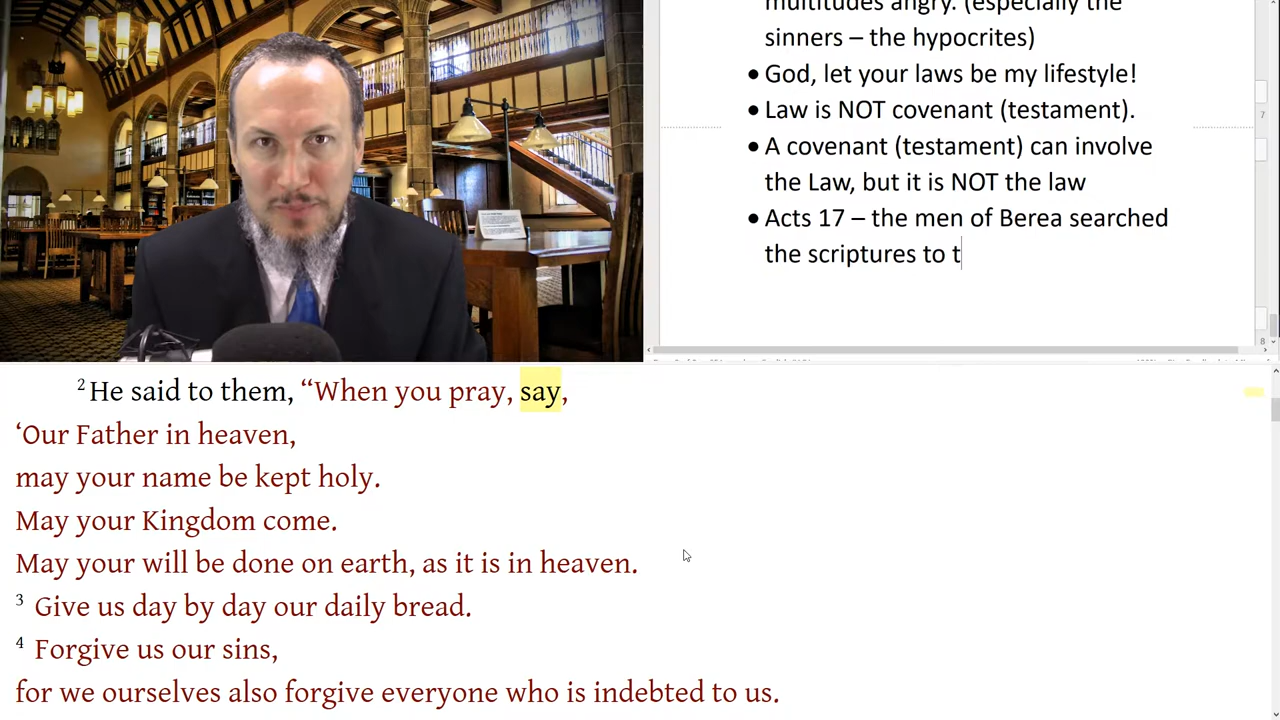 multitudes angry. (especially the
sinners – the hypocrites)
• God, let your laws be my lifestyle!
• Law is NOT covenant (testament).
• A covenant (testament) can involve
the Law, but it is NOT the law
• Acts 17 – the men of Berea searched
the scriptures to t
7
8
2 He said to them, “When you pray, say,
‘Our Father in heaven,
may your name be kept holy.
May your Kingdom come.
May your will be done on earth, as it is in heaven.
3 Give us day by day our daily bread.
4 Forgive us our sins,
for we ourselves also forgive everyone who is indebted to us.